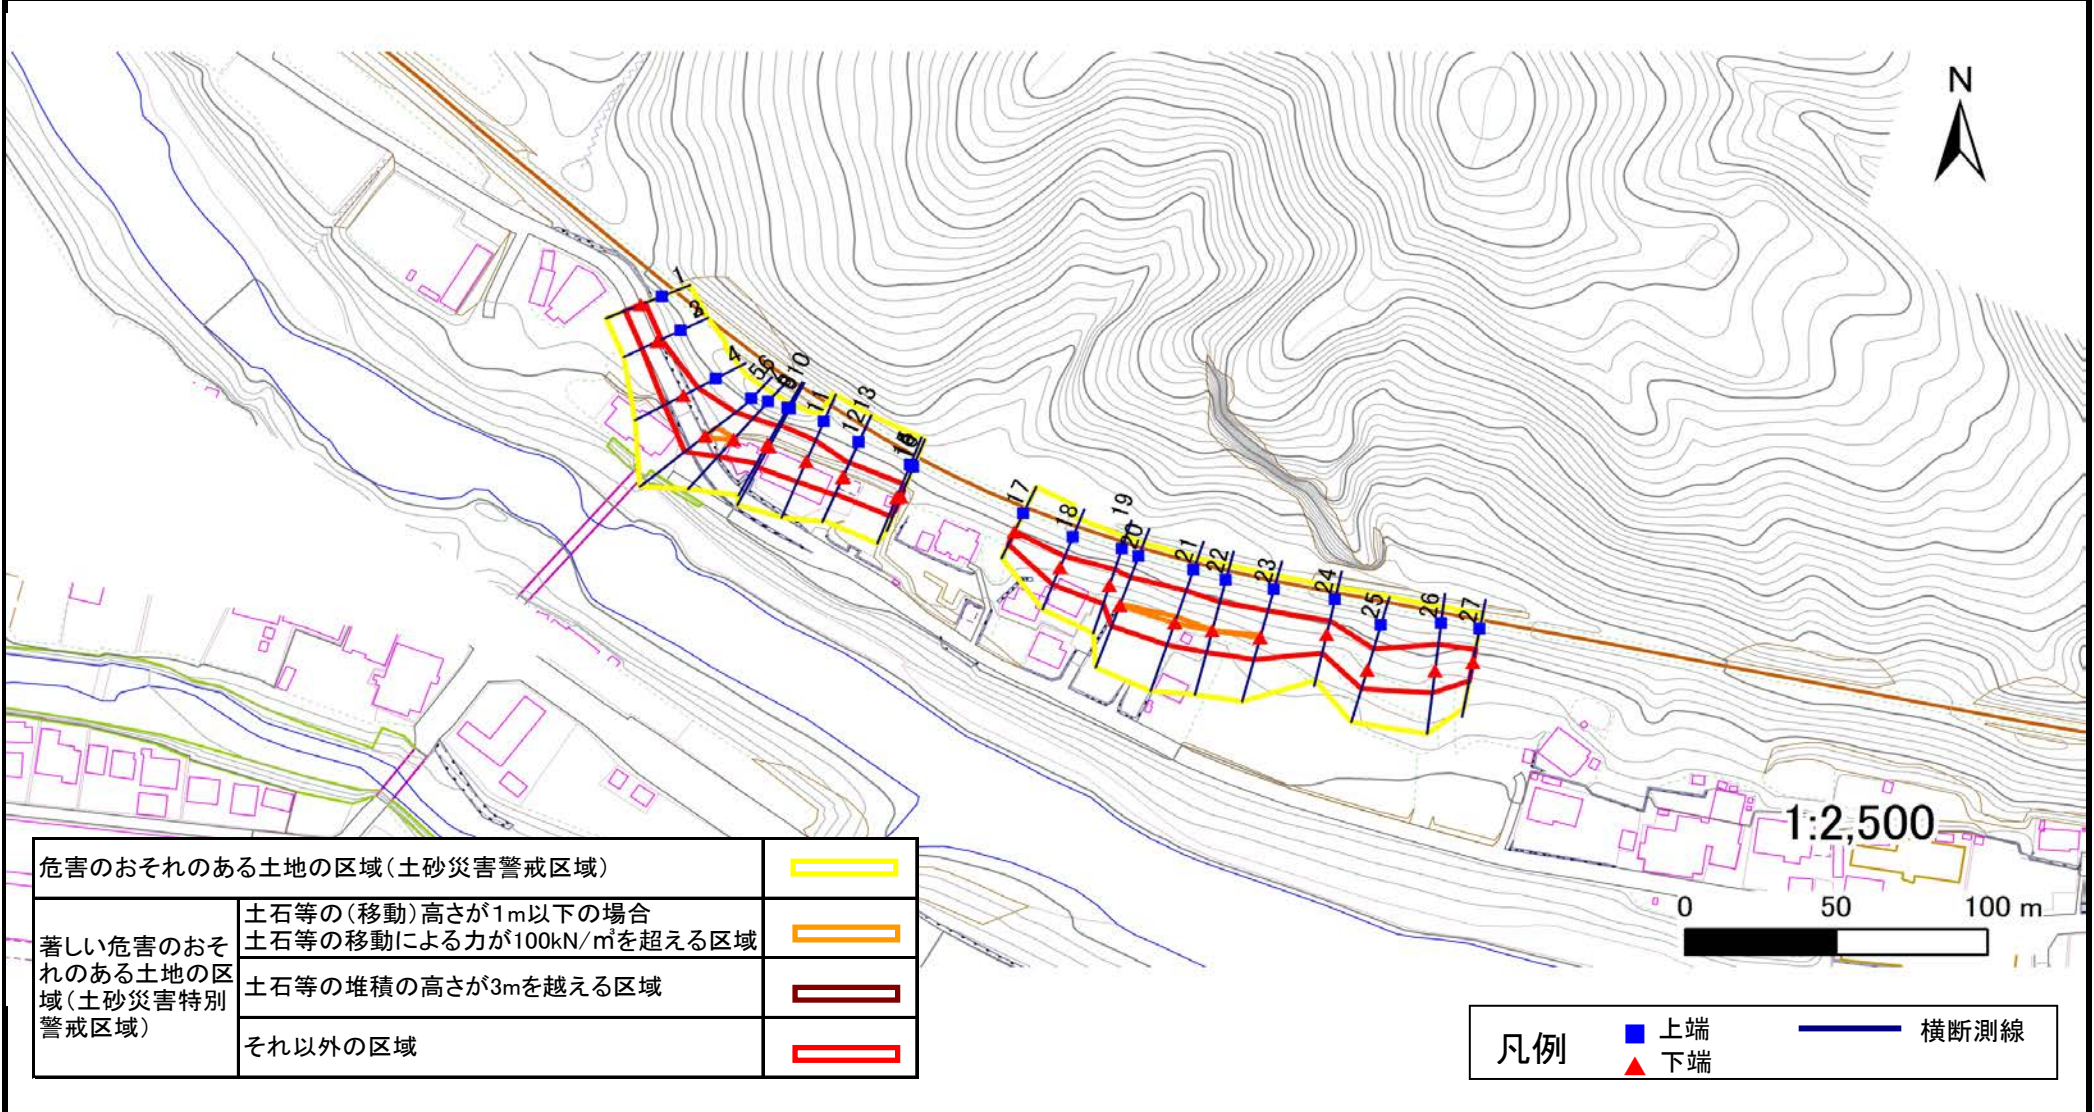 N
1
2
4
5
6
10
11
12
13
16
17
18
19
20
21
22
23
24
25
26
27
1:2,500
0 50 100 m
危害のおそれのある土地の区域(土砂災害警戒区域)
著しい危害のおそ
れのある土地の区
域(土砂災害特別
警戒区域)
土石等の(移動)高さが1m以下の場合
土石等の移動による力が100kN/㎡を超える区域
土石等の堆積の高さが3mを越える区域
それ以外の区域
凡例
上端
下端
横断測線